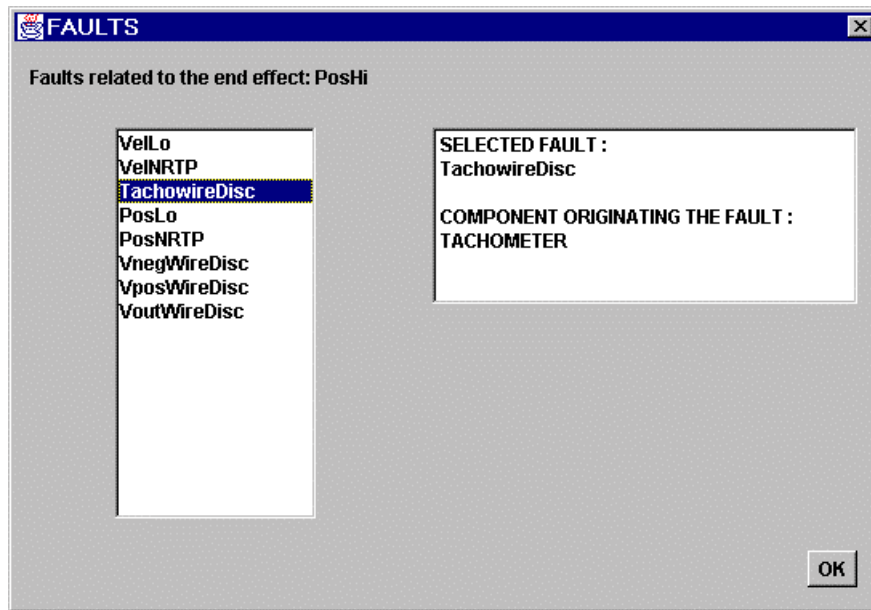 FAULTS
Faults related to the end effect: PosHi
VelLo
VelNRTP
TachowireDisc
PosLo
PosNRTP
VnegWireDisc
VposWireDisc
VoutWireDisc
SELECTED FAULT :
TachowireDisc
COMPONENT ORIGINATING THE FAULT :
TACHOMETER
OK